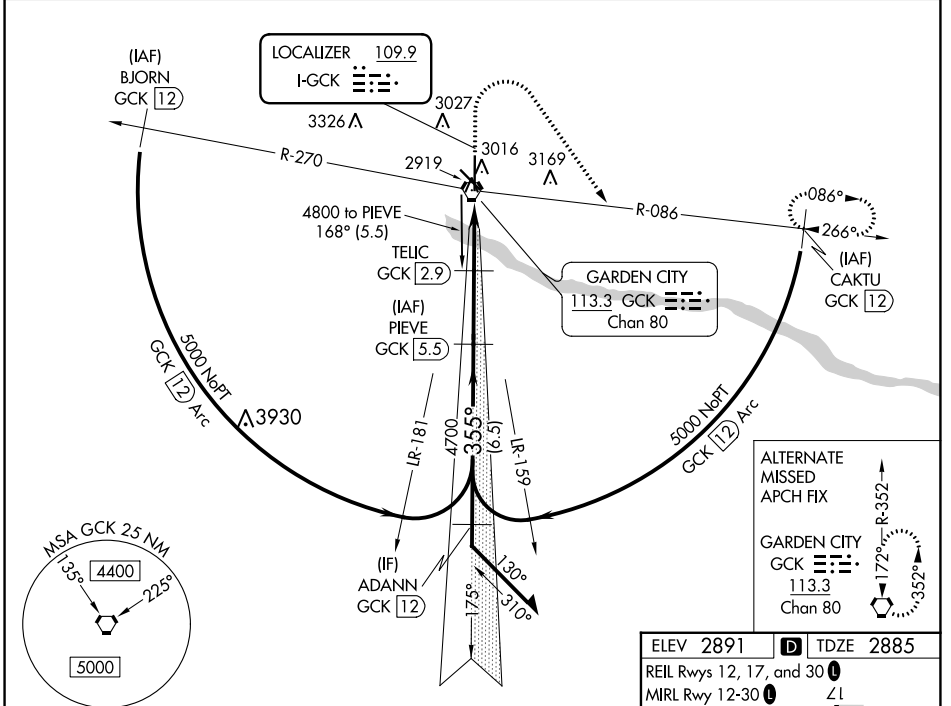 (IAF)
BJORN
GCK 12
LOCALIZER 109.9
I-GCK
3326
3027
3016
3169
2919
R-270
R-086
086°
266°
(IAF)
CAKTU
GCK 12
4800 to PIEVE
168° (5.5)
TELIC
GCK 2.9
(IAF)
PIEVE
GCK 5.5
GARDEN CITY
113.3 GCK
Chan 80
5000 NoPT
GCK 12 Arc
3930
LR-181
4700
355°
(6.5)
LR-159
5000 NoPT
GCK 12 Arc
(IF)
ADANN
GCK 12
175°
130°
310°
MSA GCK 25 NM
135°
4400
225°
5000
ALTERNATE
MISSED
APCH FIX
R-352
GARDEN CITY
GCK
113.3
Chan 80
172°
352°
ELEV 2891 D TDZE 2885
REIL Rwys 12, 17, and 30 L
MIRL Rwy 12-30 L
17